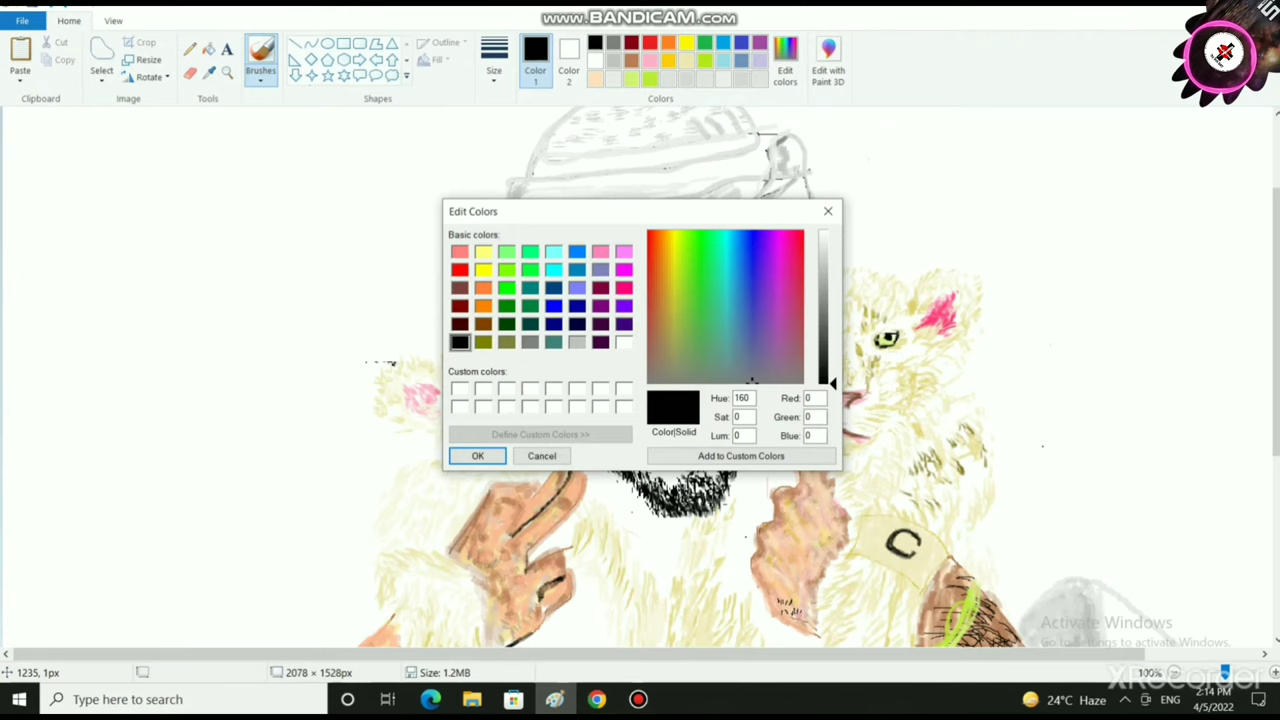 www.BANDICAM.com
File Home View
Paste
Cut
Copy
Clipboard
Select
Crop
Resize
Rotate
Image
A
Tools
Brushes
Outline
Fill
Shapes
Size
Color
1
Color
2
Edit
colors
Edit with
Paint 3D
Colors
Edit Colors
Basic colors:
Custom colors:
Define Custom Colors >>
OK Cancel
Hue: 160 Red: 0
Sat: 0 Green: 0
Color|Solid
Lum: 0 Blue: 0
Add to Custom Colors
C
Activate Windows
Go to Settings to activate Windows.
1235, 1px 2078 × 1528px Size: 1.2MB 100%
XRecorder
Type here to search 24°C Haze ENG 2:14 PM
4/5/2022